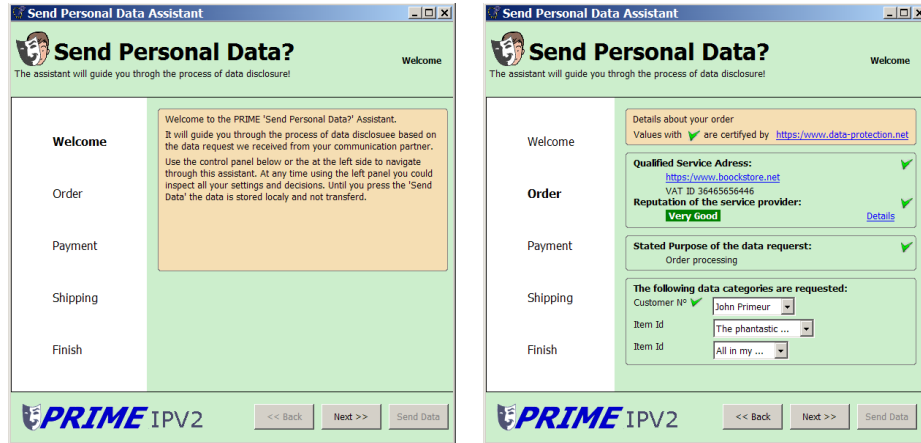 Send Personal Data Assistant
Send Personal Data?
Welcome
The assistant will guide you throgh the process of data disclosure!
Welcome
Order
Payment
Shipping
Finish
Welcome to the PRIME 'Send Personal Data?' Assistant.
It will guide you through the process of data disclosuee based on
the data request we received from your communication partner.
Use the control panel below or the at the left side to navigate
through this assistant. At any time using the left panel you could
inspect all your settings and decisions. Until you press the 'Send
Data' the data is stored localy and not transferd.
PRIME IPV2
<< Back
Next >>
Send Data
Send Personal Data Assistant
Send Personal Data?
Welcome
The assistant will guide you throgh the process of data disclosure!
Welcome
Order
Payment
Shipping
Finish
Details about your order
Values with are certifyed by https://www.data-protection.net
Qualified Service Adress:
https:/www.boockstore.net
VAT ID 36465656446
Reputation of the service provider:
Very Good Details
Stated Purpose of the data requerst:
Order processing
The following data categories are requested:
Customer Nº John Primeur
Item Id The phantastic ...
Item Id All in my ...
PRIME IPV2
<< Back
Next >>
Send Data